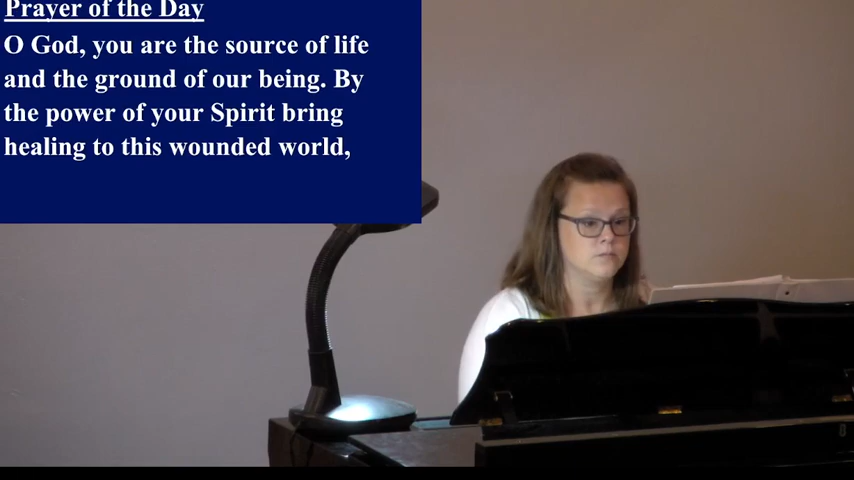 Prayer of the Day
O God, you are the source of life
and the ground of our being. By
the power of your Spirit bring
healing to this wounded world,